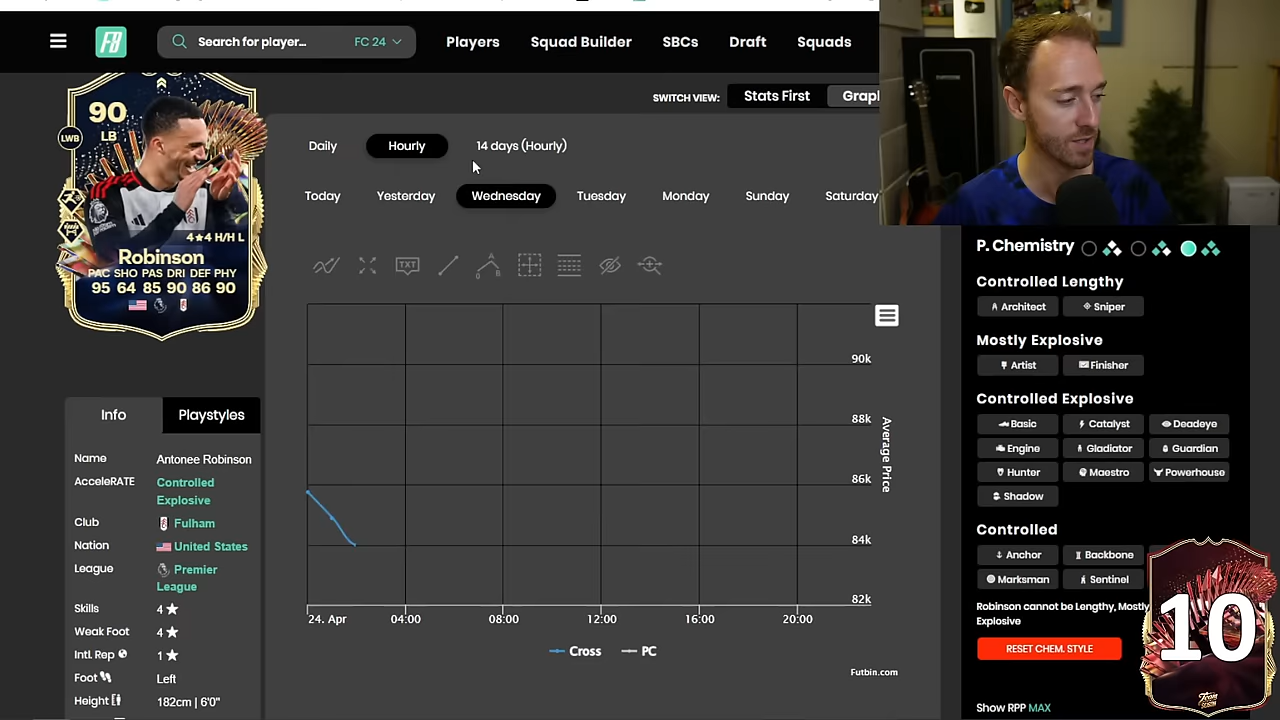 FB
Search for player...
FC 24
Players
Squad Builder
SBCs
Draft
Squads
90
LB
LWB
4★4 H/H L
Robinson
PAC SHO PAS DRI DEF PHY
95 64 85 90 86 90
SWITCH VIEW:
Stats First
Graph
Daily
Hourly
14 days (Hourly)
Today
Yesterday
Wednesday
Tuesday
Monday
Sunday
Saturday
TXT
90k
88k
86k
84k
82k
Average Price
24. Apr
04:00
08:00
12:00
16:00
20:00
Cross
PC
Futbin.com
Info
Playstyles
Name
Antonee Robinson
AcceleRATE
Controlled
Explosive
Club
Fulham
Nation
United States
League
Premier
League
Skills
4★
Weak Foot
4★
Intl. Rep
1★
Foot
Left
Height
182cm | 6'0"
P. Chemistry
Controlled Lengthy
Architect
Sniper
Mostly Explosive
Artist
Finisher
Controlled Explosive
Basic
Catalyst
Deadeye
Engine
Gladiator
Guardian
Hunter
Maestro
Powerhouse
Shadow
Controlled
Anchor
Backbone
Marksman
Sentinel
Robinson cannot be Lengthy, Mostly
Explosive
RESET CHEM. STYLE
Show RPP MAX
10